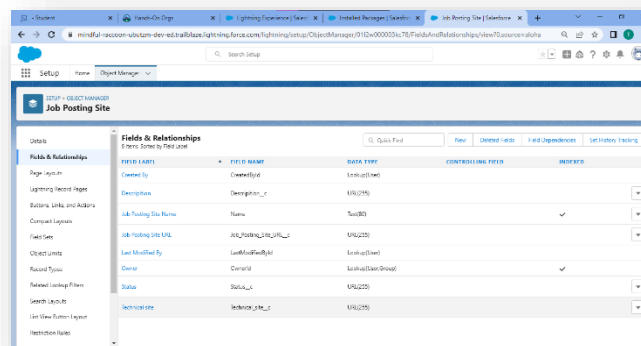 - Student
Hands-On Orgs
Lightning Experience | Salesf
Installed Packages | Salesforc
Job Posting Site | Salesforce
mindful-raccoon-ubutzm-dev-ed.trailblaze.lightning.force.com/lightning/setup/ObjectManager/
Search Setup
Setup Home Object Manager
SETUP > OBJECT MANAGER
Job Posting Site
Details
Fields & Relationships
Page Layouts
Lightning Record Pages
Buttons, Links, and Actions
Compact Layouts
Field Sets
Object Limits
Record Types
Related Lookup Filters
Search Layouts
List View Button Layout
Restriction Rules
Fields & Relationships
Items Sorted by Field Label
Quick Find New Deleted Fields Field Dependencies Set History Tracking
FIELD LABEL FIELD NAME DATA TYPE CONTROLLING FIELD INDEXED
Created By CreatedById Lookup(User)
Description Description__c URL(255)
Job Posting Site Name Name Text(80)
Job Posting Site URL Job_Posting_Site_URL__c URL(255)
Last Modified By LastModifiedById Lookup(User)
Owner OwnerId Lookup(User,Group)
Status Status__c URL(255)
Technical site Technical_site__c URL(255)